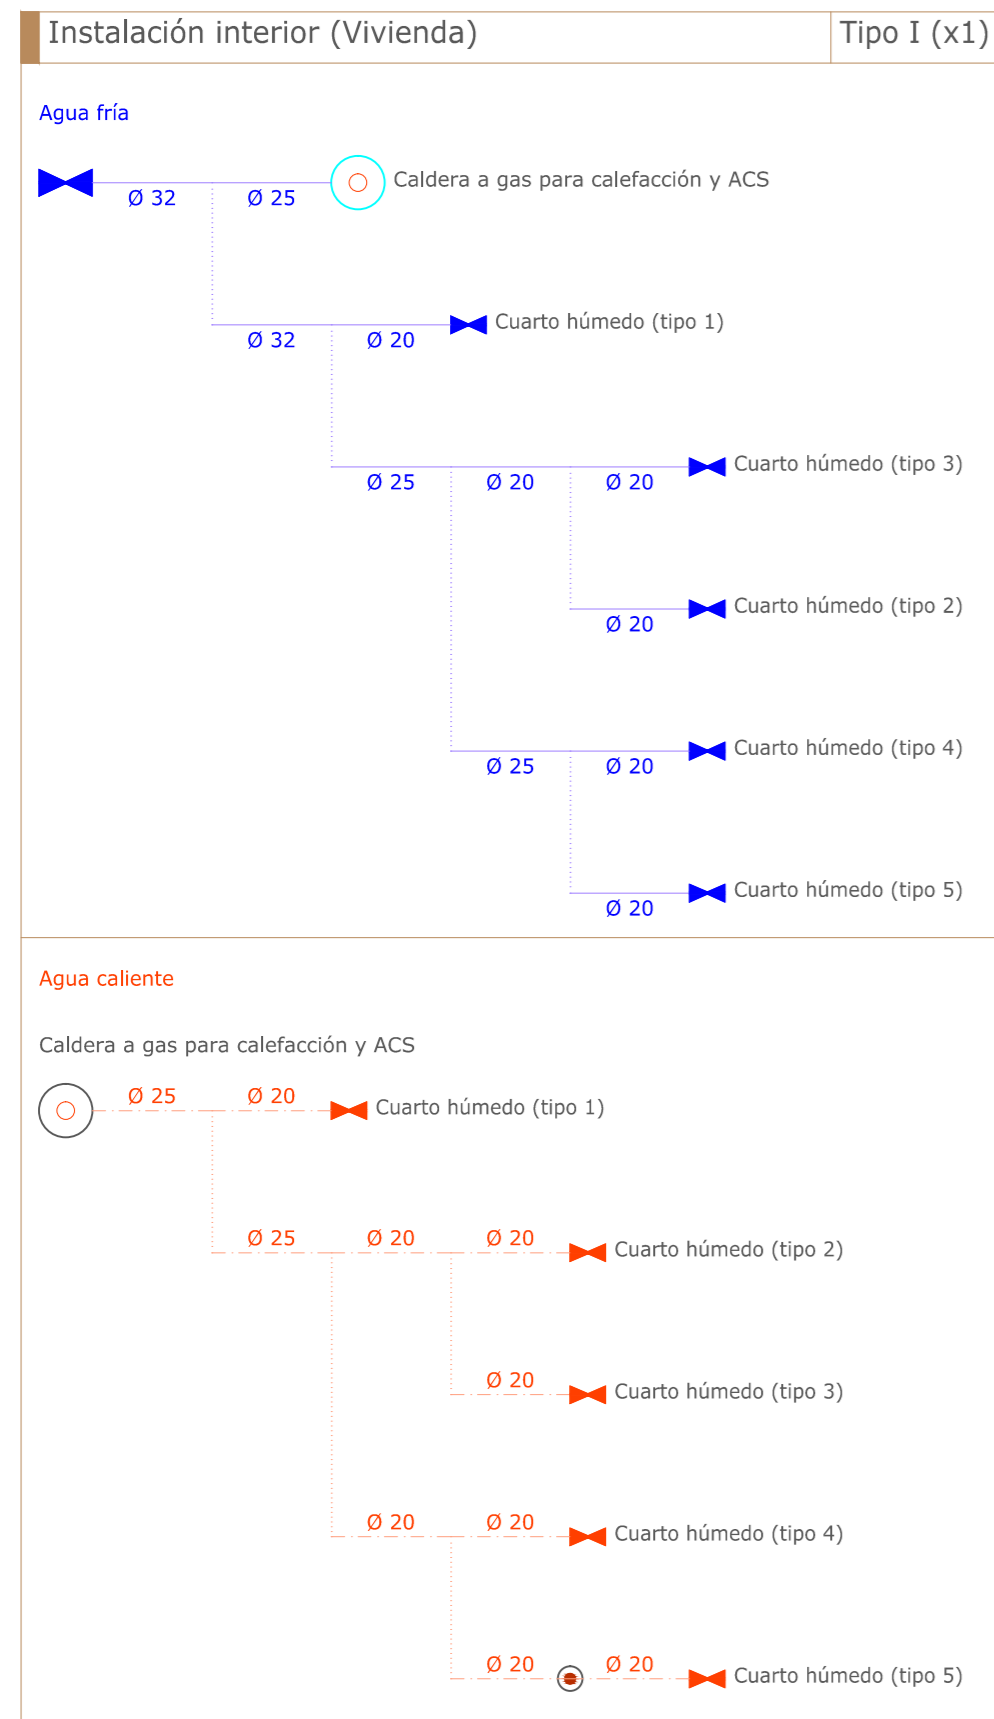 Instalación interior (Vivienda) Tipo I (x1)
Agua fría
Caldera a gas para calefacción y ACS
Ø 32 Ø 25
Cuarto húmedo (tipo 1)
Ø 32 Ø 20
Cuarto húmedo (tipo 3)
Ø 25 Ø 20 Ø 20
Cuarto húmedo (tipo 2)
Ø 20
Cuarto húmedo (tipo 4)
Ø 25 Ø 20
Cuarto húmedo (tipo 5)
Ø 20
Agua caliente
Caldera a gas para calefacción y ACS
Ø 25 Ø 20
Cuarto húmedo (tipo 1)
Ø 25 Ø 20 Ø 20
Cuarto húmedo (tipo 2)
Ø 20
Cuarto húmedo (tipo 3)
Ø 20 Ø 20
Cuarto húmedo (tipo 4)
Ø 20 Ø 20
Cuarto húmedo (tipo 5)